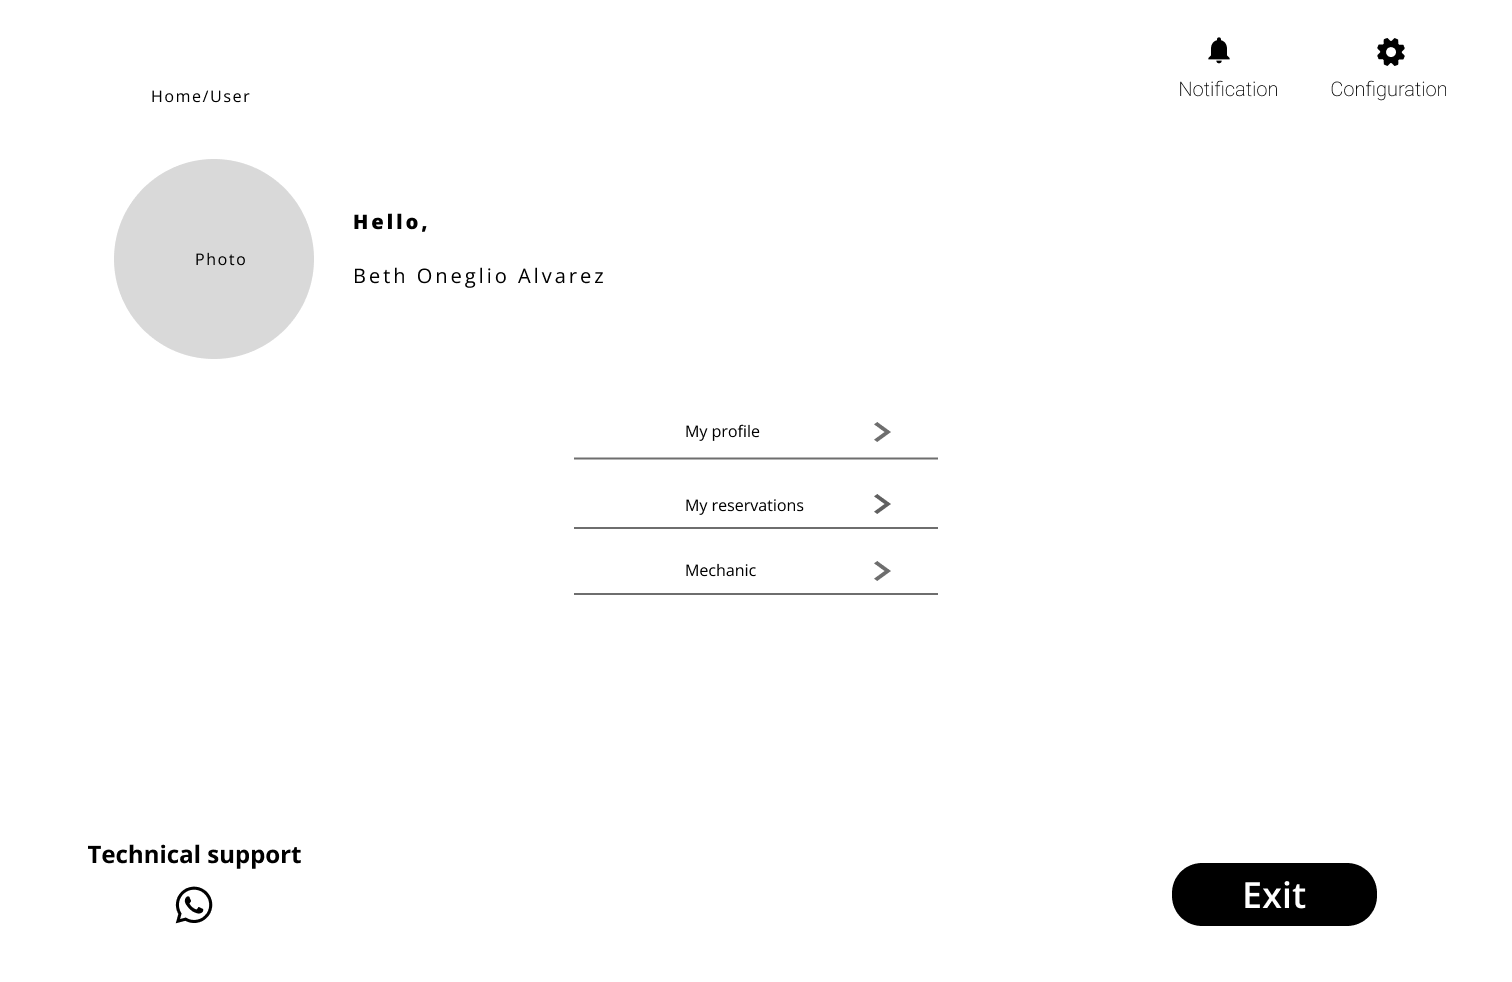 Notification
Configuration
Home/User
Photo
Hello,
Beth Oneglio Alvarez
My profile
My reservations
Mechanic
Technical support
Exit